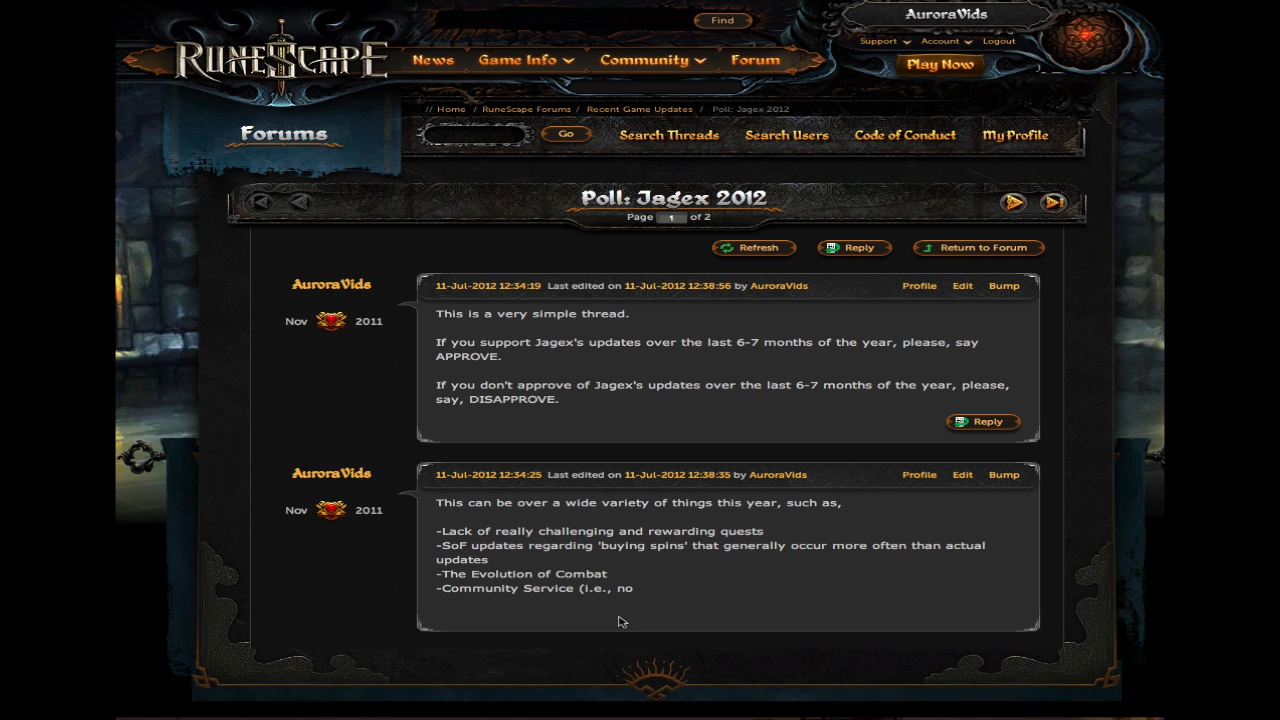 AuroraVids
Find
Support Account Logout
RuneScape
News Game Info Community Forum
Play Now
// Home / RuneScape Forums / Recent Game Updates / Poll: Jagex 2012
Forums
Go Search Threads Search Users Code of Conduct My Profile
Poll: Jagex 2012
Page 1 of 2
Refresh Reply Return to Forum
AuroraVids
Nov 2011
11-Jul-2012 12:34:19 Last edited on 11-Jul-2012 12:38:56 by AuroraVids Profile Edit Bump
This is a very simple thread.
If you support Jagex's updates over the last 6-7 months of the year, please, say
APPROVE.
If you don't approve of Jagex's updates over the last 6-7 months of the year, please,
say, DISAPPROVE.
Reply
AuroraVids
Nov 2011
11-Jul-2012 12:34:25 Last edited on 11-Jul-2012 12:38:35 by AuroraVids Profile Edit Bump
This can be over a wide variety of things this year, such as,
-Lack of really challenging and rewarding quests
-SoF updates regarding 'buying spins' that generally occur more often than actual
updates
-The Evolution of Combat
-Community Service (i.e., no